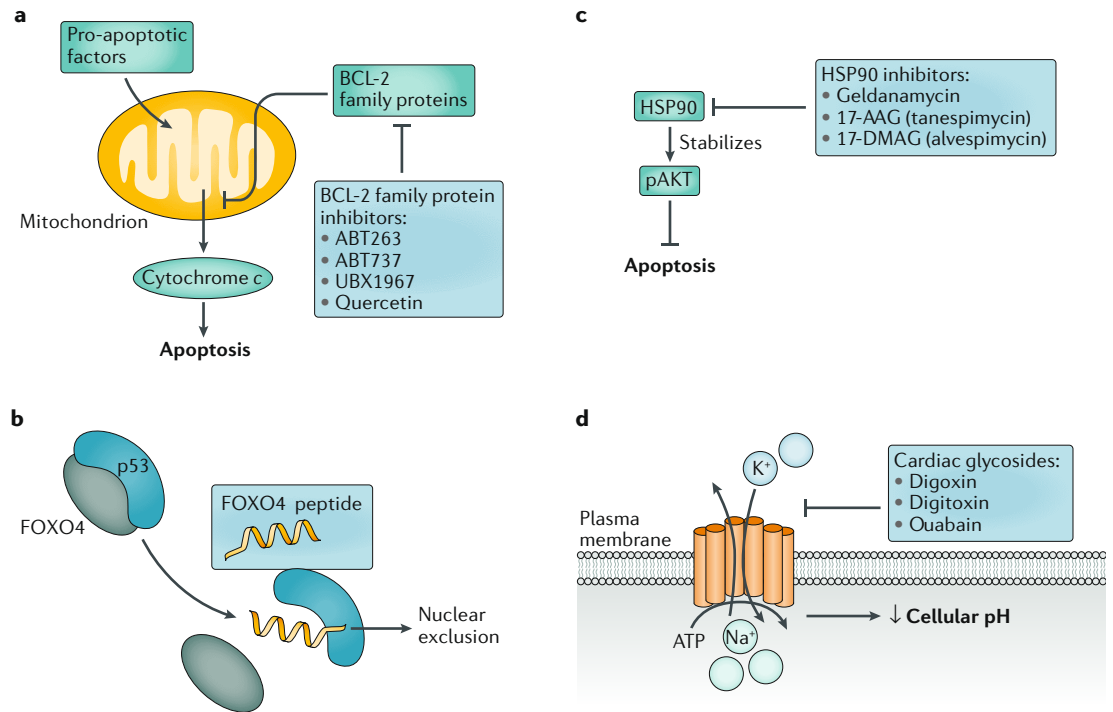 a
Pro-apoptotic
factors
BCL-2
family proteins
Mitochondrion
BCL-2 family protein
inhibitors:
• ABT263
• ABT737
• UBX1967
• Quercetin
Cytochrome c
Apoptosis
b
p53
FOXO4
FOXO4 peptide
Nuclear
exclusion
c
HSP90
HSP90 inhibitors:
• Geldanamycin
• 17-AAG (tanespimycin)
• 17-DMAG (alvespimycin)
Stabilizes
pAKT
Apoptosis
d
K⁺
Cardiac glycosides:
• Digoxin
• Digitoxin
• Ouabain
Plasma
membrane
ATP
Na⁺
↓ Cellular pH